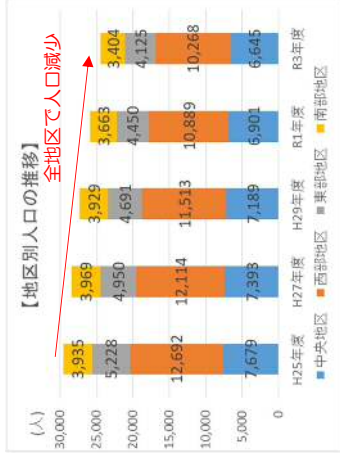 【地区別人口の推移】
(人)
全地区で人口減少
30,000
25,000
20,000
15,000
10,000
5,000
0
3,935
3,969
3,929
3,663
3,404
5,228
4,950
4,691
4,450
4,125
12,692
12,114
11,513
10,889
10,268
7,679
7,393
7,189
6,901
6,645
H25年度
H27年度
H29年度
R1年度
R3年度
中央地区
西部地区
東部地区
南部地区